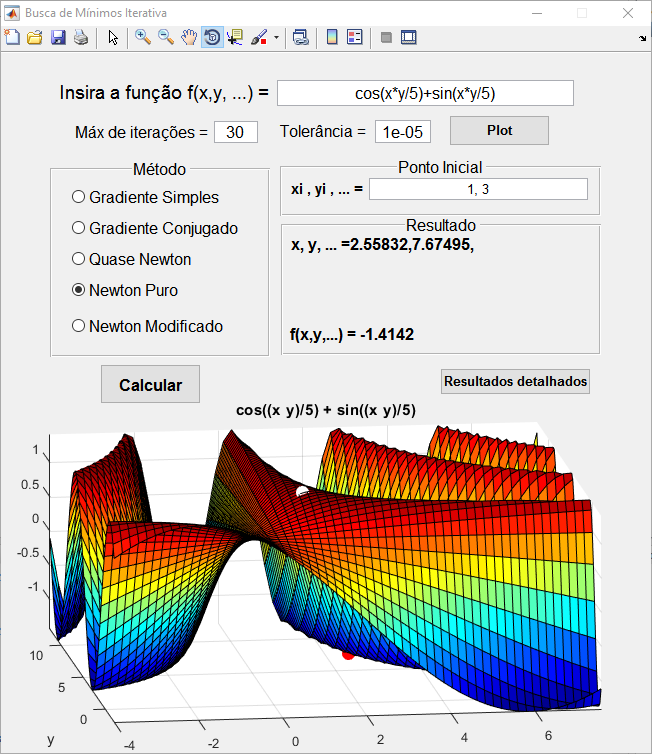 Busca de Mínimos Iterativa
Insira a função f(x,y, ...) = cos(x*y/5)+sin(x*y/5)
Máx de iterações = 30 Tolerância = 1e-05 Plot
Método
Gradiente Simples
Gradiente Conjugado
Quase Newton
Newton Puro
Newton Modificado
Ponto Inicial
xi , yi , ... = 1, 3
Resultado
x, y, ... =2.55832,7.67495,
f(x,y,...) = -1.4142
Calcular
Resultados detalhados
cos((x y)/5) + sin((x y)/5)
1
0.5
0
-0.5
-1
10
5
0
y
-4 -2 0 2 4 6